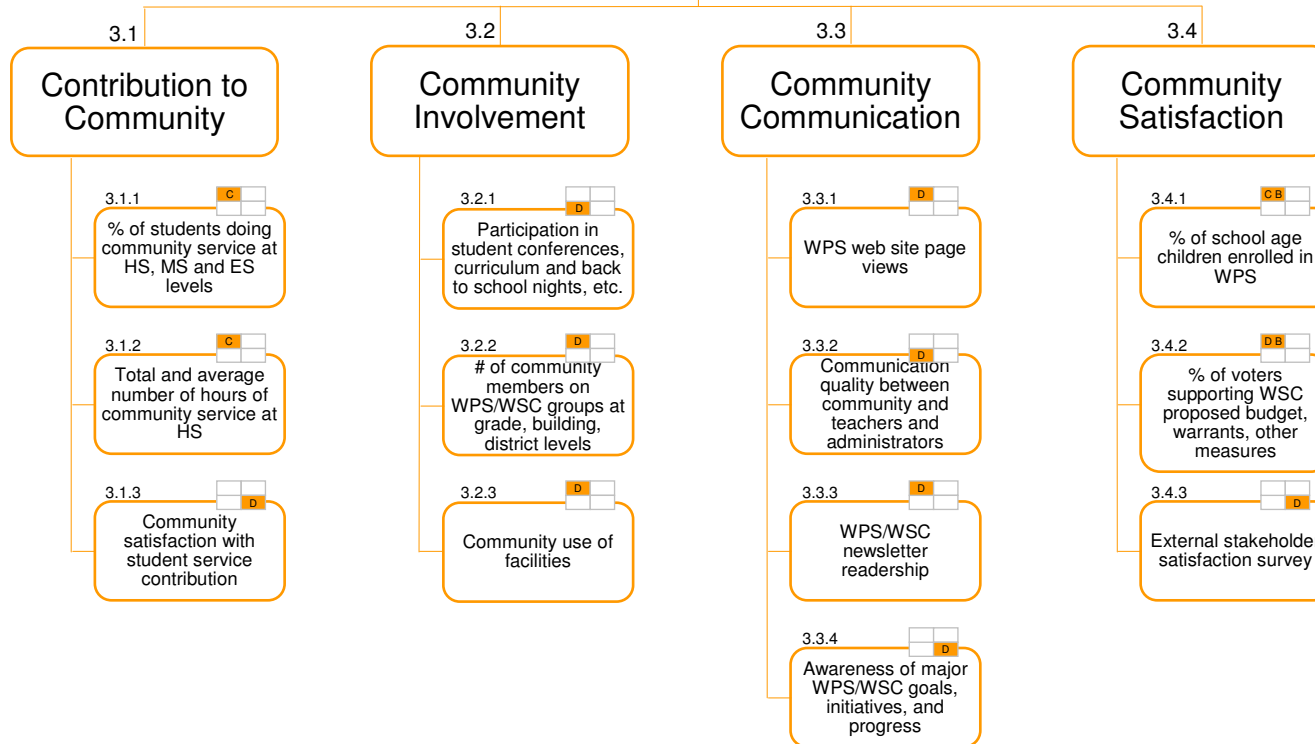 3.1
Contribution to
Community
3.1.1
C
% of students doing
community service at
HS, MS and ES
levels
3.1.2
C
Total and average
number of hours of
community service at
HS
3.1.3
D
Community
satisfaction with
student service
contribution
3.2
Community
Involvement
3.2.1
D
Participation in
student conferences,
curriculum and back
to school nights, etc.
3.2.2
D
# of community
members on
WPS/WSC groups at
grade, building,
district levels
3.2.3
D
Community use of
facilities
3.3
Community
Communication
3.3.1
D
WPS web site page
views
3.3.2
D
Communication
quality between
community and
teachers and
administrators
3.3.3
D
WPS/WSC
newsletter
readership
3.3.4
D
Awareness of major
WPS/WSC goals,
initiatives, and
progress
3.4
Community
Satisfaction
3.4.1
C B
% of school age
children enrolled in
WPS
3.4.2
D B
% of voters
supporting WSC
proposed budget,
warrants, other
measures
3.4.3
D
External stakeholde
satisfaction survey